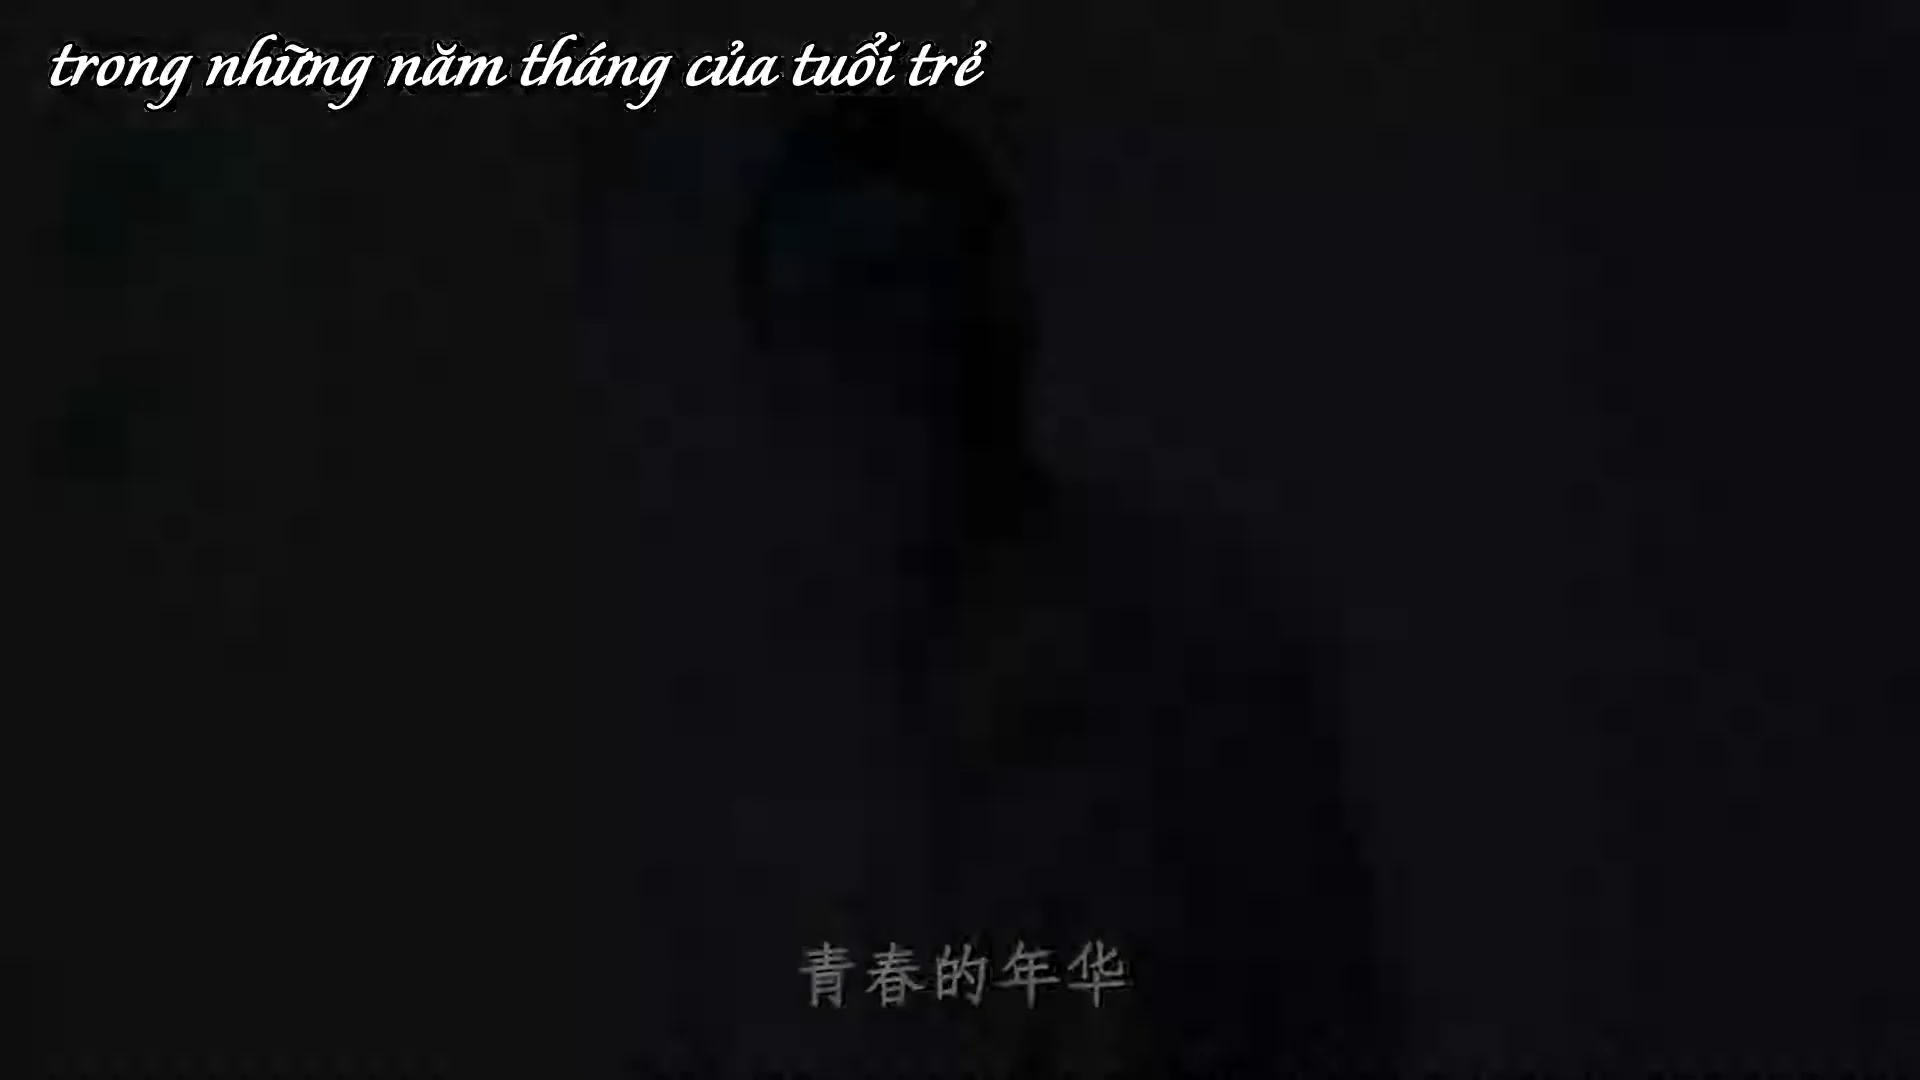 trong những năm tháng của tuổi trẻ
青春的年华